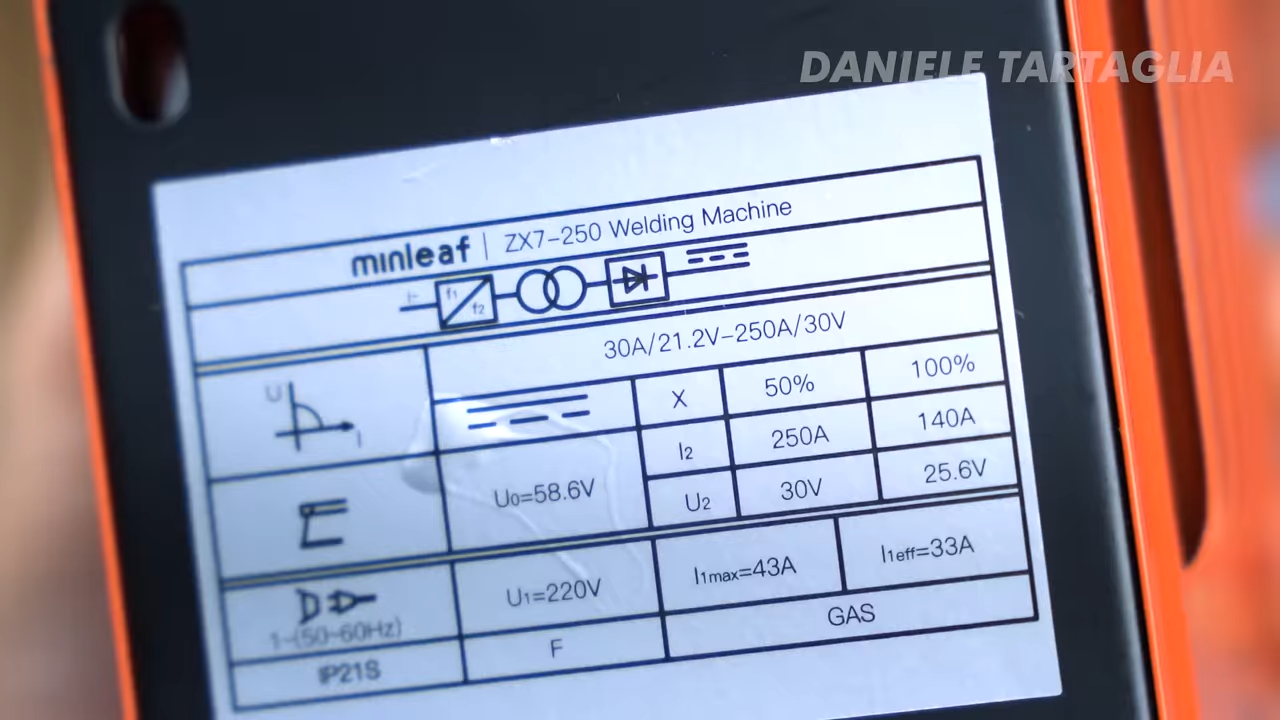 DANIELE TARTAGLIA
minleaf | ZX7-250 Welding Machine
f1
f2
30A/21.2V-250A/30V
U
I
X 50% 100%
I2 250A 140A
U0=58.6V
U2 30V 25.6V
1~(50-60Hz)
U1=220V
I1max=43A
I1eff=33A
IP21S
F
GAS